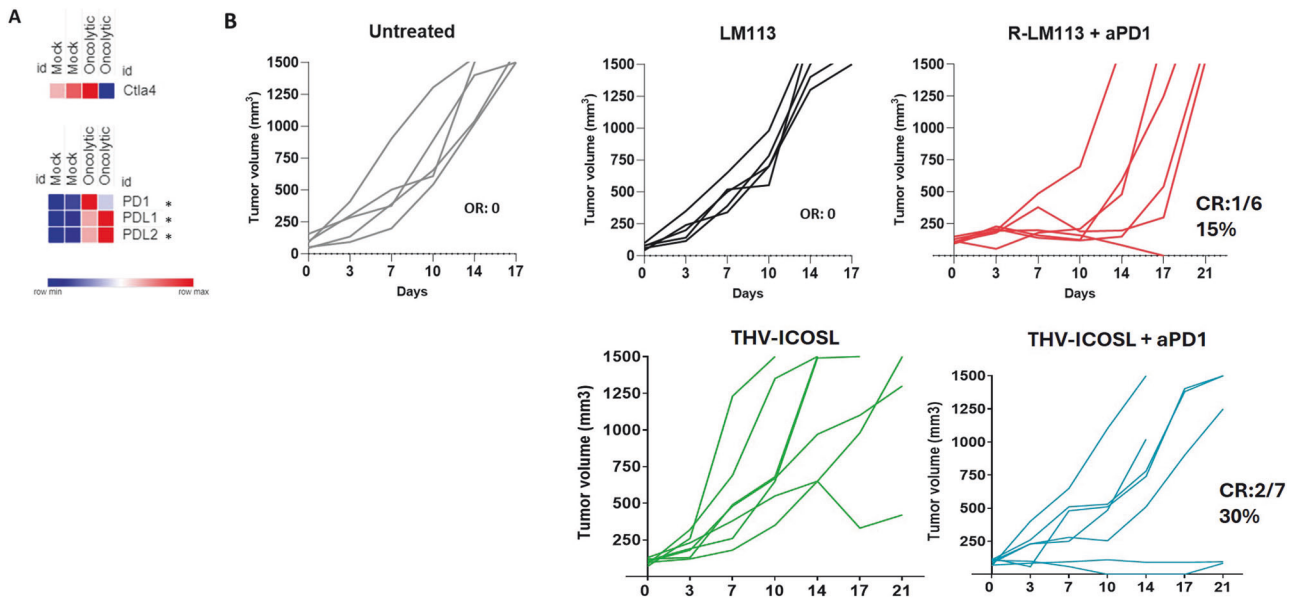 A
Mock
Mock
Oncolytic
Oncolytic
id
id
Ctla4
Mock
Mock
Oncolytic
Oncolytic
id
id
PD1 *
PDL1 *
PDL2 *
row min
row max
B
Untreated
Tumor volume (mm³)
1500
1250
1000
750
500
250
0
OR: 0
0 3 7 10 14 17
Days
LM113
Tumor volume (mm³)
1500
1250
1000
750
500
250
0
OR: 0
0 3 7 10 14 17
Days
R-LM113 + aPD1
Tumor volume (mm³)
1500
1250
1000
750
500
250
0
CR:1/6
15%
0 3 7 10 14 17 21
Days
THV-ICOSL
Tumor volume (mm3)
1500
1250
1000
750
500
250
0 3 7 10 14 17 21
THV-ICOSL + aPD1
Tumor volume (mm3)
1500
1250
1000
750
500
250
CR:2/7
30%
0 3 7 10 14 17 21